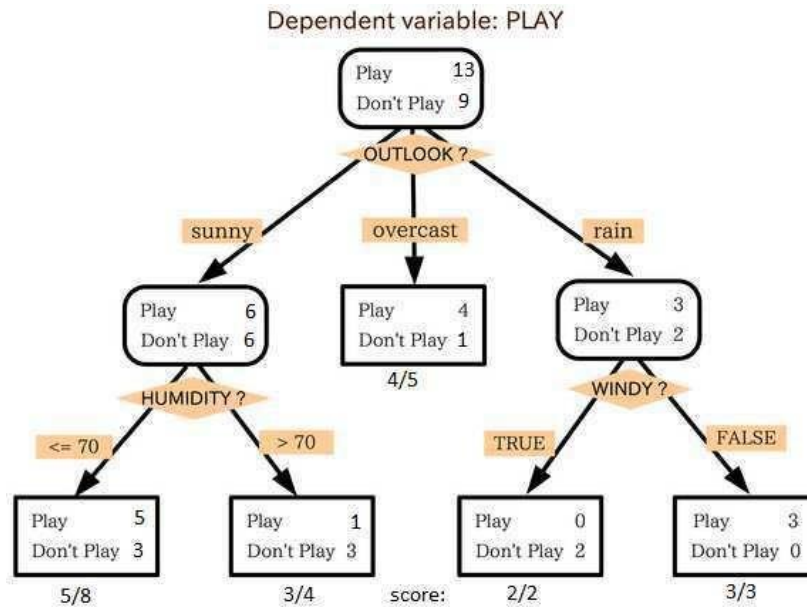 Dependent variable: PLAY
Play 13
Don't Play 9
OUTLOOK ?
sunny
overcast
rain
Play 6
Don't Play 6
Play 4
Don't Play 1
4/5
Play 3
Don't Play 2
HUMIDITY ?
WINDY ?
<= 70
> 70
TRUE
FALSE
Play 5
Don't Play 3
Play 1
Don't Play 3
Play 0
Don't Play 2
Play 3
Don't Play 0
5/8
3/4
score:
2/2
3/3